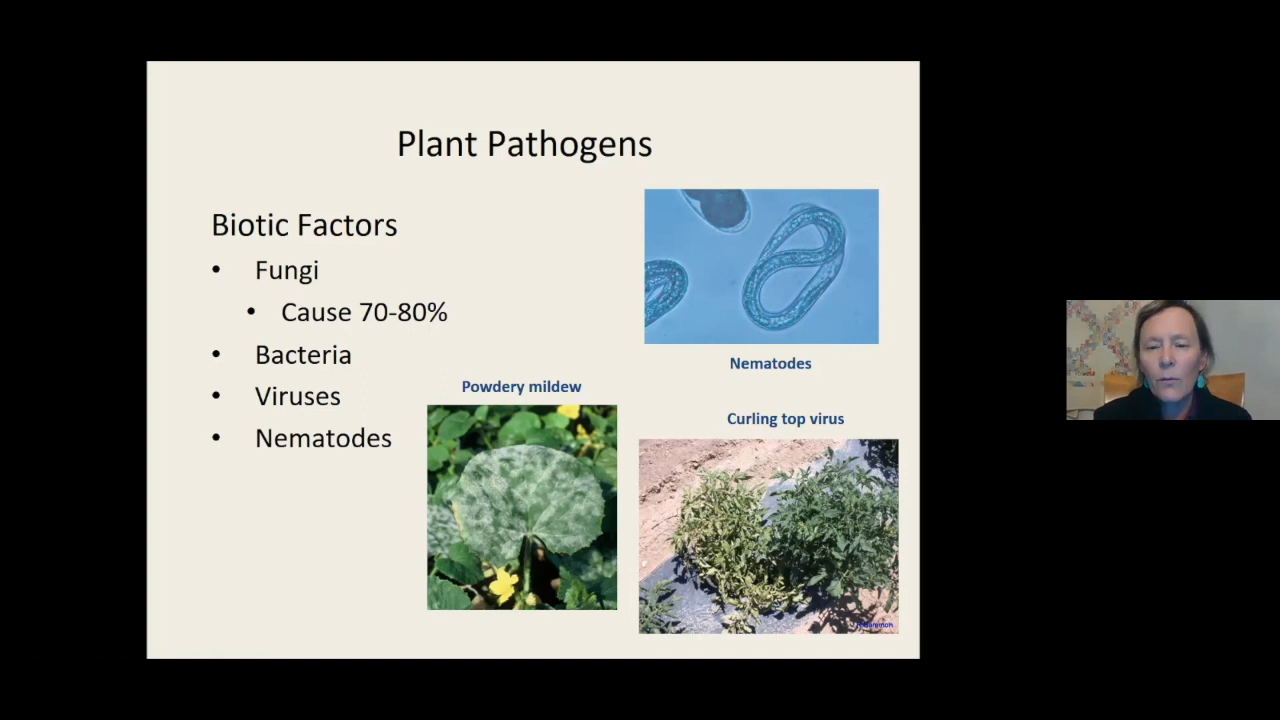 Plant Pathogens
Biotic Factors
• Fungi
• Cause 70-80%
• Bacteria
• Viruses
• Nematodes
Powdery mildew
Nematodes
Curling top virus